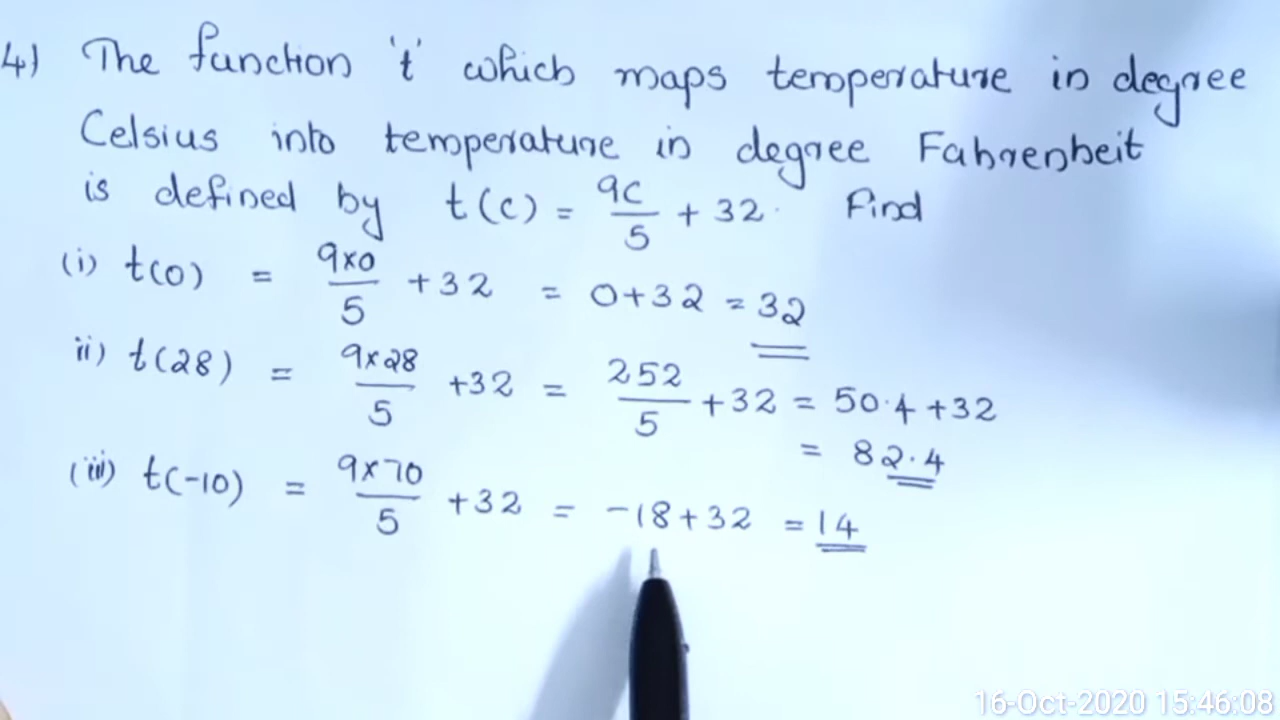 4) The function 't' which maps temperature in degree
Celsius into temperature in degree Fahrenheit
is defined by t(c) = 9c/5 + 32. Find
(i) t(0) = 9×0/5 +32 = 0+32 = 32
ii) t(28) = 9×28/5 +32 = 252/5 +32 = 50.4+32
= 82.4
(iii) t(-10) = 9×-10/5 +32 = -18+32 = 14
16-Oct-2020 15:46:08